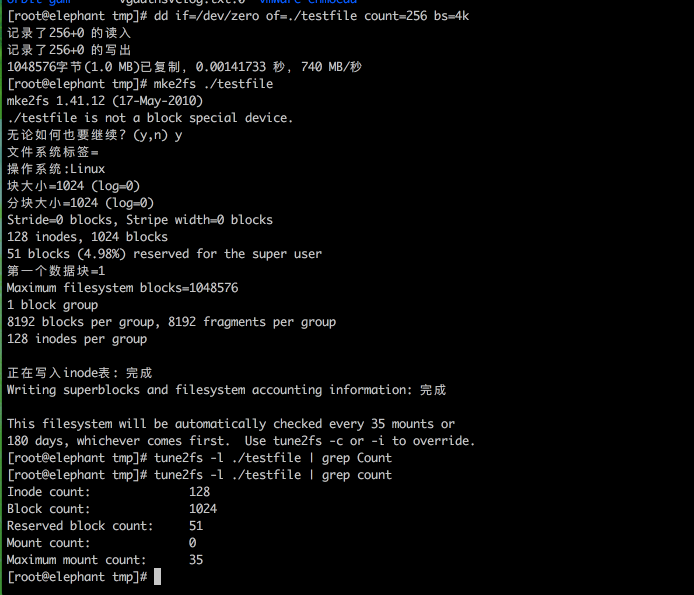 [root@elephant tmp]# dd if=/dev/zero of=./testfile count=256 bs=4k
记录了256+0 的读入
记录了256+0 的写出
1048576字节(1.0 MB)已复制，0.00141733 秒，740 MB/秒
[root@elephant tmp]# mke2fs ./testfile
mke2fs 1.41.12 (17-May-2010)
./testfile is not a block special device.
无论如何也要继续? (y,n) y
文件系统标签=
操作系统:Linux
块大小=1024 (log=0)
分块大小=1024 (log=0)
Stride=0 blocks, Stripe width=0 blocks
128 inodes, 1024 blocks
51 blocks (4.98%) reserved for the super user
第一个数据块=1
Maximum filesystem blocks=1048576
1 block group
8192 blocks per group, 8192 fragments per group
128 inodes per group
正在写入inode表: 完成
Writing superblocks and filesystem accounting information: 完成
This filesystem will be automatically checked every 35 mounts or
180 days, whichever comes first.  Use tune2fs -c or -i to override.
[root@elephant tmp]# tune2fs -l ./testfile | grep Count
[root@elephant tmp]# tune2fs -l ./testfile | grep count
Inode count:              128
Block count:              1024
Reserved block count:     51
Mount count:              0
Maximum mount count:      35
[root@elephant tmp]#